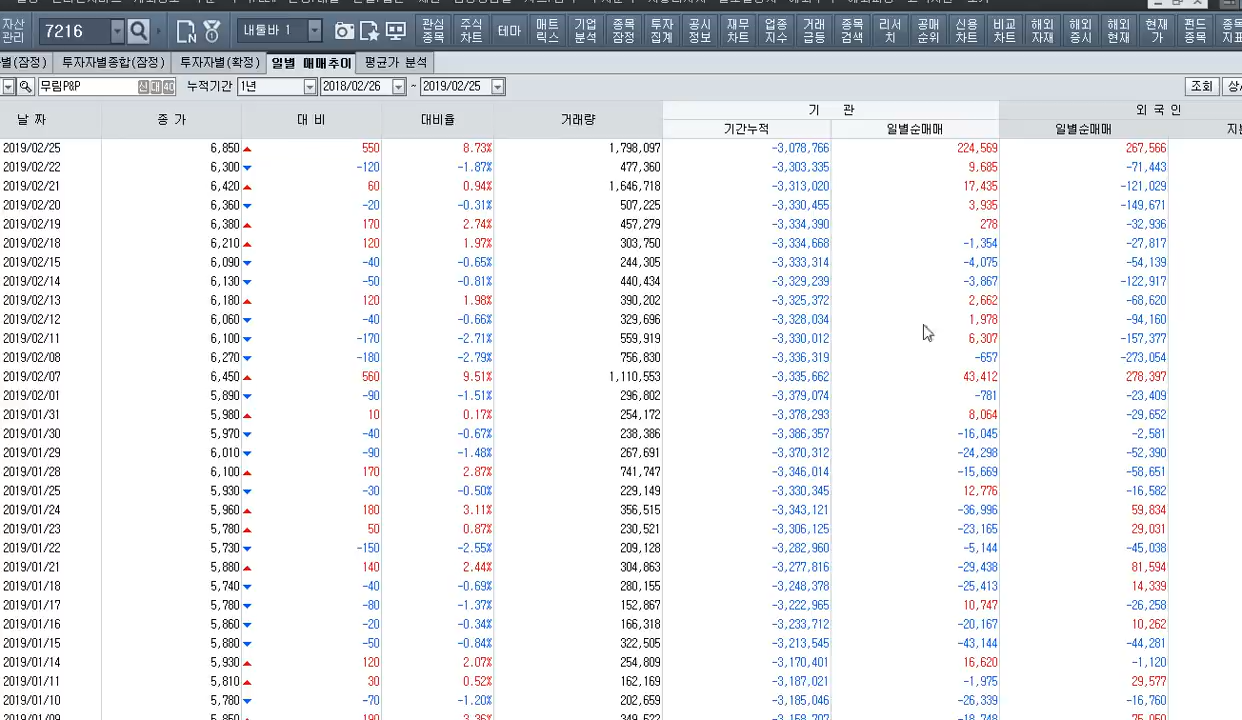 자산
관리
7216
내툴바 1
관심
종목
주식
차트
테마
매트
릭스
기업
분석
종목
잠정
투자
집계
공시
정보
재무
차트
업종
지수
거래
급등
종목
검색
리서
치
공매
순위
신용
차트
비교
차트
해외
자재
해외
증시
해외
현재
현재
가
펀드
종목
별(잠정) 투자자별종합(잠정) 투자자별(확정) 일별 매매추이 평균가 분석
무림P&P 신 대 40 누적기간 1년 2018/02/26 ~ 2019/02/25 조회
날 짜 종 가 대 비 대비율 거래량 기 관 외 국 인
기간누적 일별순매매 일별순매매
2019/02/25 6,850 550 8.73% 1,798,097 -3,078,766 224,569 267,566
2019/02/22 6,300 -120 -1.87% 477,360 -3,303,335 9,685 -71,443
2019/02/21 6,420 60 0.94% 1,646,718 -3,313,020 17,435 -121,029
2019/02/20 6,360 -20 -0.31% 507,225 -3,330,455 3,935 -149,671
2019/02/19 6,380 170 2.74% 457,279 -3,334,390 278 -32,936
2019/02/18 6,210 120 1.97% 303,750 -3,334,668 -1,354 -27,817
2019/02/15 6,090 -40 -0.65% 244,305 -3,333,314 -4,075 -54,139
2019/02/14 6,130 -50 -0.81% 440,434 -3,329,239 -3,867 -122,917
2019/02/13 6,180 120 1.98% 390,202 -3,325,372 2,662 -68,620
2019/02/12 6,060 -40 -0.66% 329,696 -3,328,034 1,978 -94,160
2019/02/11 6,100 -170 -2.71% 559,919 -3,330,012 6,307 -157,377
2019/02/08 6,270 -180 -2.79% 756,830 -3,336,319 -657 -273,054
2019/02/07 6,450 560 9.51% 1,110,553 -3,335,662 43,412 278,397
2019/02/01 5,890 -90 -1.51% 296,802 -3,379,074 -781 -23,409
2019/01/31 5,980 10 0.17% 254,172 -3,378,293 8,064 -29,652
2019/01/30 5,970 -40 -0.67% 238,386 -3,386,357 -16,045 -2,581
2019/01/29 6,010 -90 -1.48% 267,691 -3,370,312 -24,298 -52,390
2019/01/28 6,100 170 2.87% 741,747 -3,346,014 -15,669 -58,651
2019/01/25 5,930 -30 -0.50% 229,149 -3,330,345 12,776 -16,582
2019/01/24 5,960 180 3.11% 356,515 -3,343,121 -36,996 59,834
2019/01/23 5,780 50 0.87% 230,521 -3,306,125 -23,165 29,031
2019/01/22 5,730 -150 -2.55% 209,128 -3,282,960 -5,144 -45,038
2019/01/21 5,880 140 2.44% 304,863 -3,277,816 -29,438 81,594
2019/01/18 5,740 -40 -0.69% 280,155 -3,248,378 -25,413 14,339
2019/01/17 5,780 -80 -1.37% 152,867 -3,222,965 10,747 -26,258
2019/01/16 5,860 -20 -0.34% 166,318 -3,233,712 -20,167 10,262
2019/01/15 5,880 -50 -0.84% 322,505 -3,213,545 -43,144 -44,281
2019/01/14 5,930 120 2.07% 254,809 -3,170,401 16,620 -1,120
2019/01/11 5,810 30 0.52% 162,169 -3,187,021 -1,975 29,577
2019/01/10 5,780 -70 -1.20% 202,659 -3,185,046 -26,339 -16,760
2019/01/09 5,850 190 3.36% 349,522 -3,158,707 -18,748